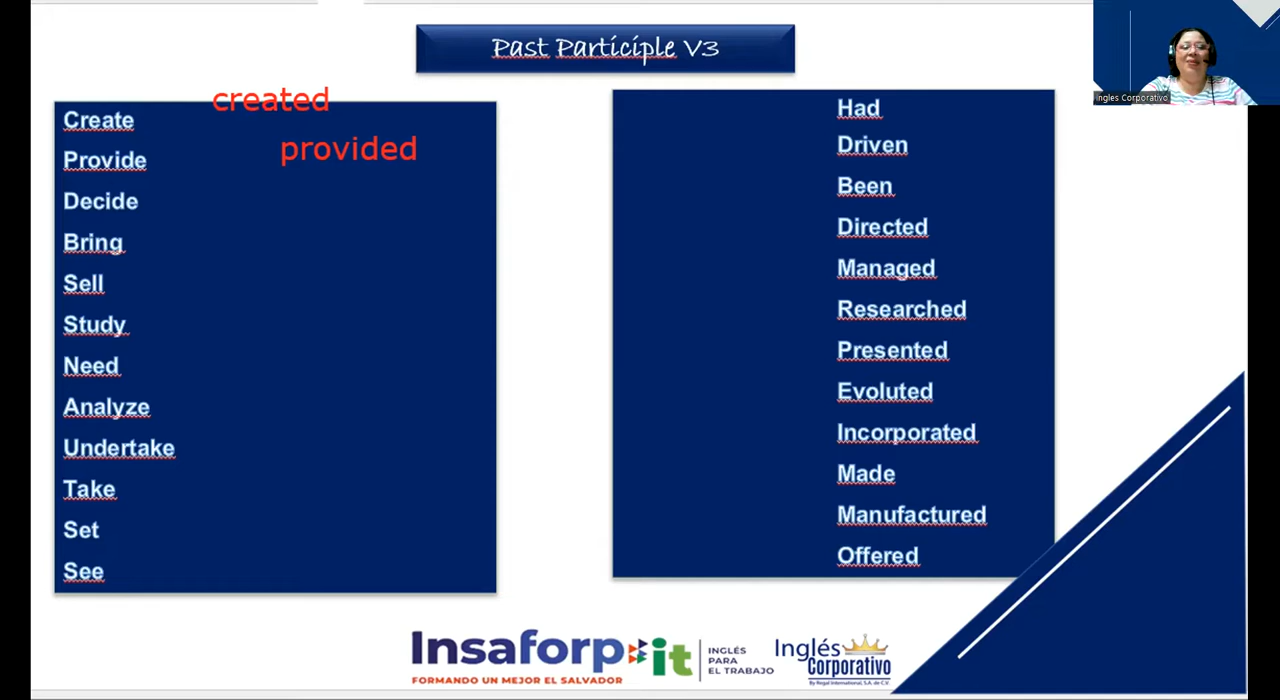 Past Participle V3
Ingles Corporativo
created
Create
provided
Provide
Decide
Bring
Sell
Study
Need
Analyze
Undertake
Take
Set
See
Had
Driven
Been
Directed
Managed
Researched
Presented
Evoluted
Incorporated
Made
Manufactured
Offered
Insaforp it
FORMANDO UN MEJOR EL SALVADOR
INGLÉS
PARA
EL TRABAJO
Inglés
Corporativo
By Regal International, S.A. de C.V.